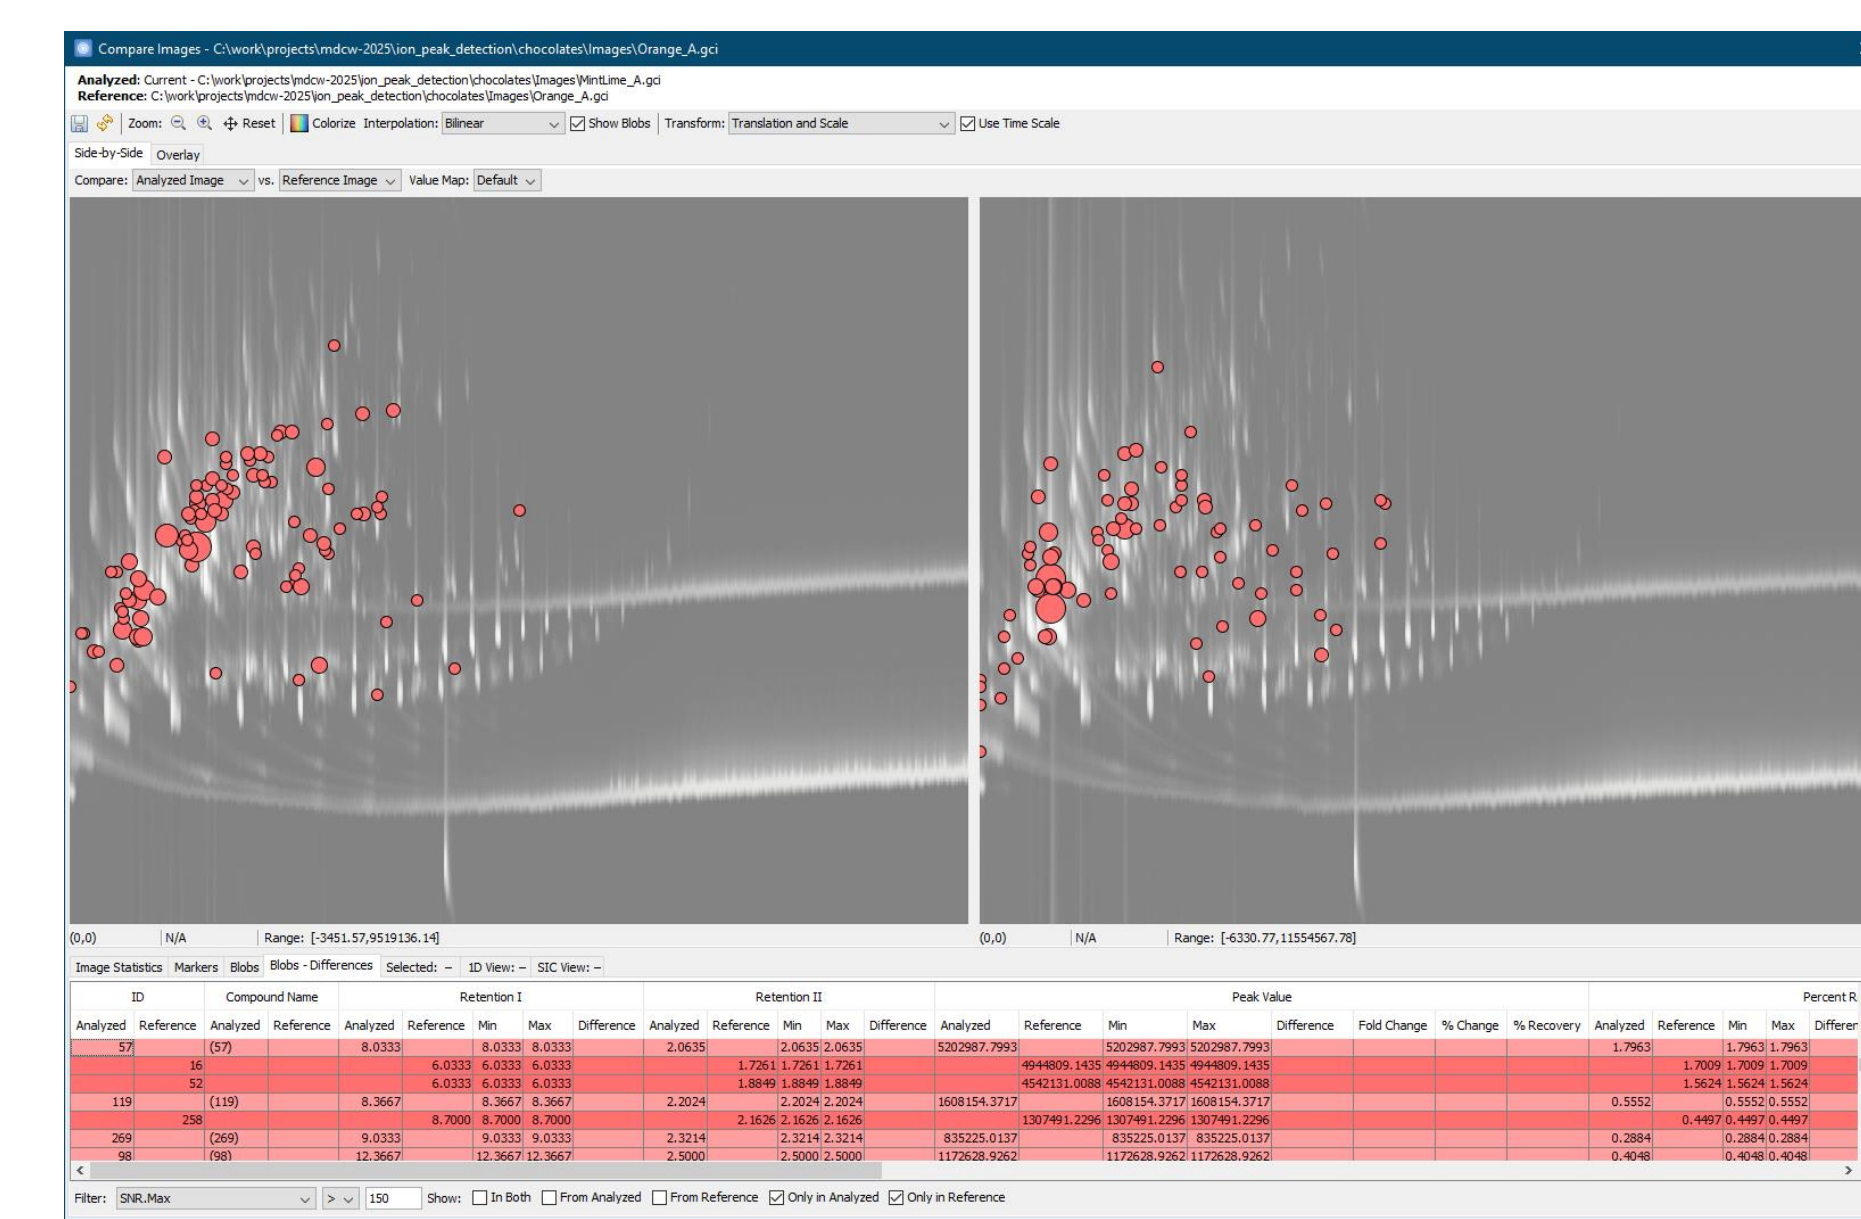 Compare Images - C:\work\projects\mdcw-2025\ion_peak_detection\chocolates\Images\Orange_A.gci
Analyzed: Current - C:\work\projects\mdcw-2025\ion_peak_detection\chocolates\Images\MintLime_A.gci
Reference: C:\work\projects\mdcw-2025\ion_peak_detection\chocolates\Images\Orange_A.gci
Zoom: Reset Colorize Interpolation: Bilinear Show Blobs Transform: Translation and Scale Use Time Scale
Side-by-Side Overlay
Compare: Analyzed Image vs. Reference Image Value Map: Default
(0,0) N/A Range: [-3451.57,9519136.14] (0,0) N/A Range: [-6330.77,11554567.78]
Image Statistics Markers Blobs Blobs - Differences Selected: – 1D View: – SIC View: –
ID Compound Name Retention I Retention II Peak Value Percent R
Analyzed Reference Analyzed Reference Analyzed Reference Min Max Difference Analyzed Reference Min Max Difference Analyzed Reference Min Max Difference Fold Change % Change % Recovery Analyzed Reference Min Max Differen
57 (57) 8.0333 8.0333 8.0333 2.0635 2.0635 2.0635 5202987.7993 5202987.7993 5202987.7993 1.7963 1.7963 1.7963
16 6.0333 6.0333 6.0333 1.7261 1.7261 1.7261 4944809.1435 4944809.1435 4944809.1435 1.7009 1.7009 1.7009
52 6.0333 6.0333 6.0333 1.8849 1.8849 1.8849 4542131.0088 4542131.0088 4542131.0088 1.5624 1.5624 1.5624
119 (119) 8.3667 8.3667 8.3667 2.2024 2.2024 2.2024 1608154.3717 1608154.3717 1608154.3717 0.5552 0.5552 0.5552
258 8.7000 8.7000 8.7000 2.1626 2.1626 2.1626 1307491.2296 1307491.2296 1307491.2296 0.4497 0.4497 0.4497
269 (269) 9.0333 9.0333 9.0333 2.3214 2.3214 2.3214 835225.0137 835225.0137 835225.0137 0.2884 0.2884 0.2884
98 (98) 12.3667 12.3667 12.3667 2.5000 2.5000 2.5000 1172628.9262 1172628.9262 1172628.9262 0.4048 0.4048 0.4048
Filter: SNR.Max > 150 Show: In Both From Analyzed From Reference Only in Analyzed Only in Reference